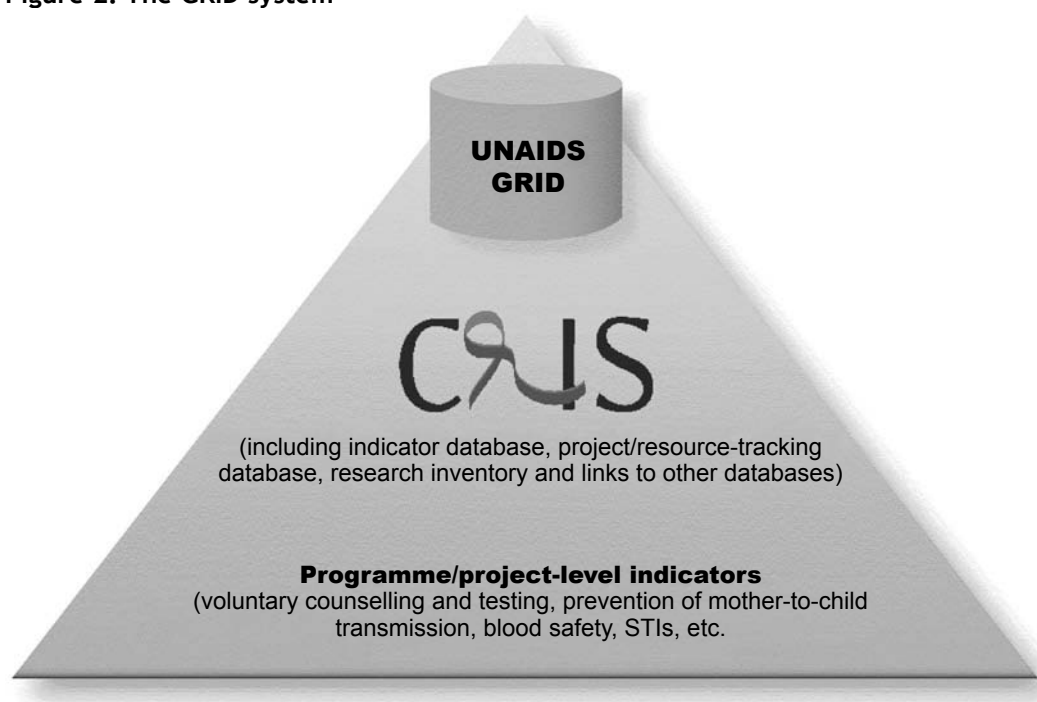 Figure 2. The GRID system
UNAIDS
GRID
CRIS
(including indicator database, project/resource-tracking
database, research inventory and links to other databases)
Programme/project-level indicators
(voluntary counselling and testing, prevention of mother-to-child
transmission, blood safety, STIs, etc.